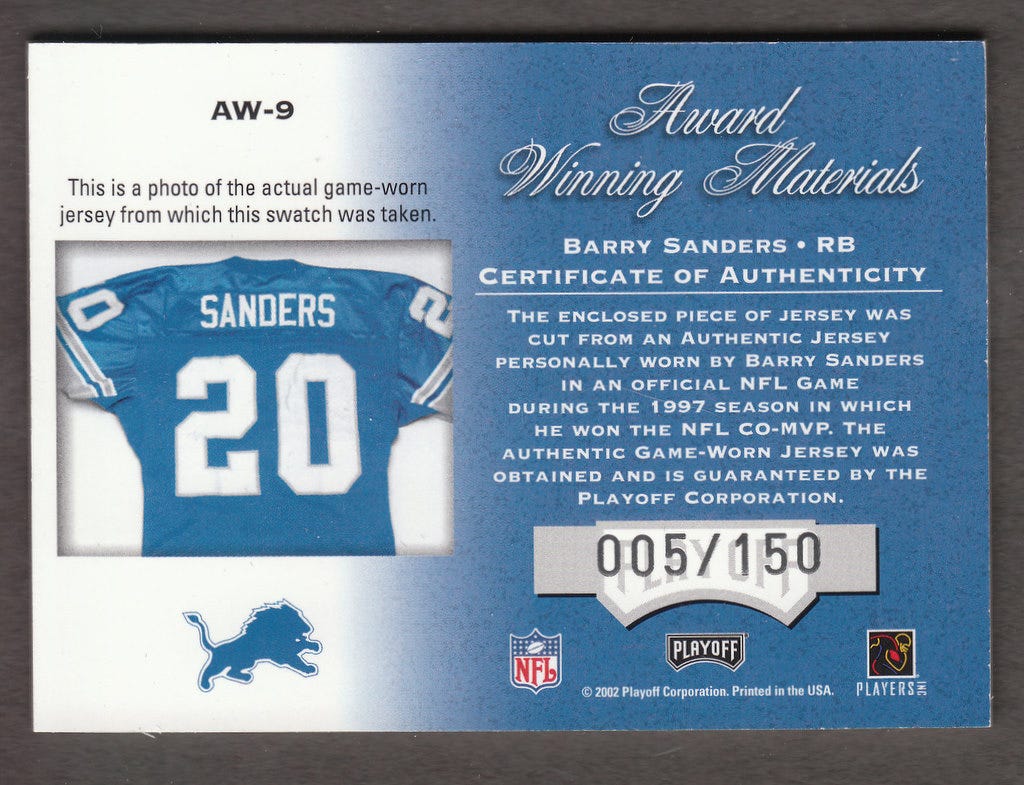 AW-9
This is a photo of the actual game-worn
jersey from which this swatch was taken.
20
2
SANDERS
20
Award
Winning Materials
BARRY SANDERS • RB
CERTIFICATE OF AUTHENTICITY
THE ENCLOSED PIECE OF JERSEY WAS
CUT FROM AN AUTHENTIC JERSEY
PERSONALLY WORN BY BARRY SANDERS
IN AN OFFICIAL NFL GAME
DURING THE 1997 SEASON IN WHICH
HE WON THE NFL CO-MVP. THE
AUTHENTIC GAME-WORN JERSEY WAS
OBTAINED AND IS GUARANTEED BY THE
PLAYOFF CORPORATION.
PLAYOFF
005/150
NFL
PLAYOFF
PLAYERS INC
© 2002 Playoff Corporation. Printed in the USA.